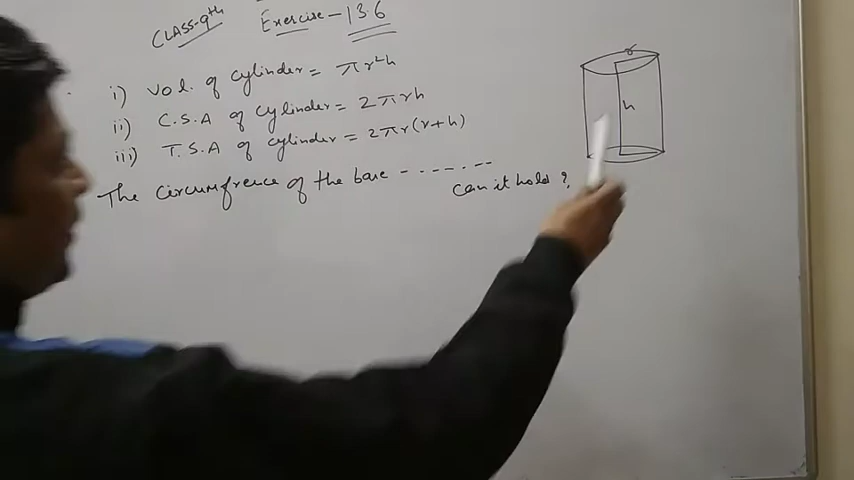 CLASS-9th Exercise-13.6
i) Vol. of cylinder = πr²h
ii) C.S.A of cylinder = 2πrh
iii) T.S.A of cylinder = 2πr(r+h)
The circumference of the base - . - - . - -
can it hold ?
r
h